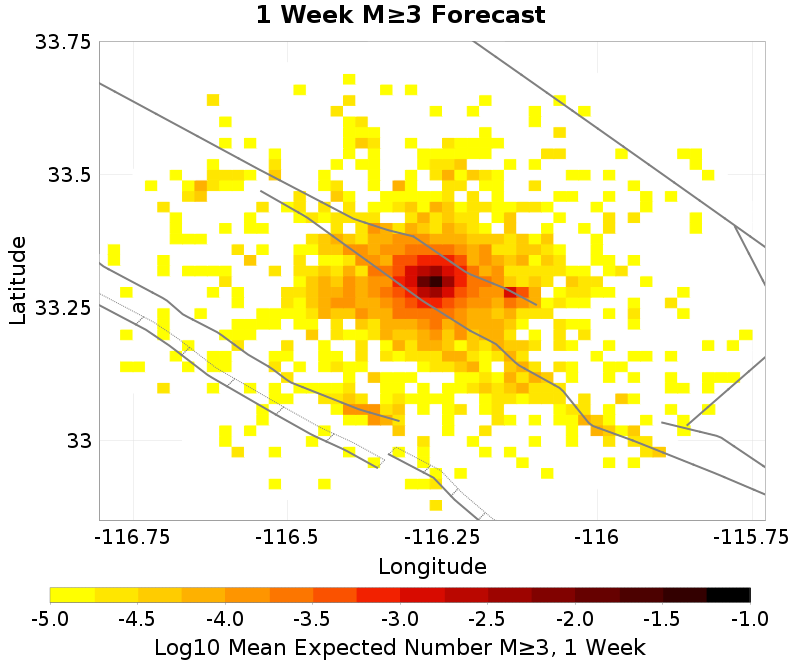 1 Week M≥3 Forecast
33.75
33.5
33.25
33
Latitude
-116.75 -116.5 -116.25 -116 -115.75
Longitude
-5.0 -4.5 -4.0 -3.5 -3.0 -2.5 -2.0 -1.5 -1.0
Log10 Mean Expected Number M≥3, 1 Week